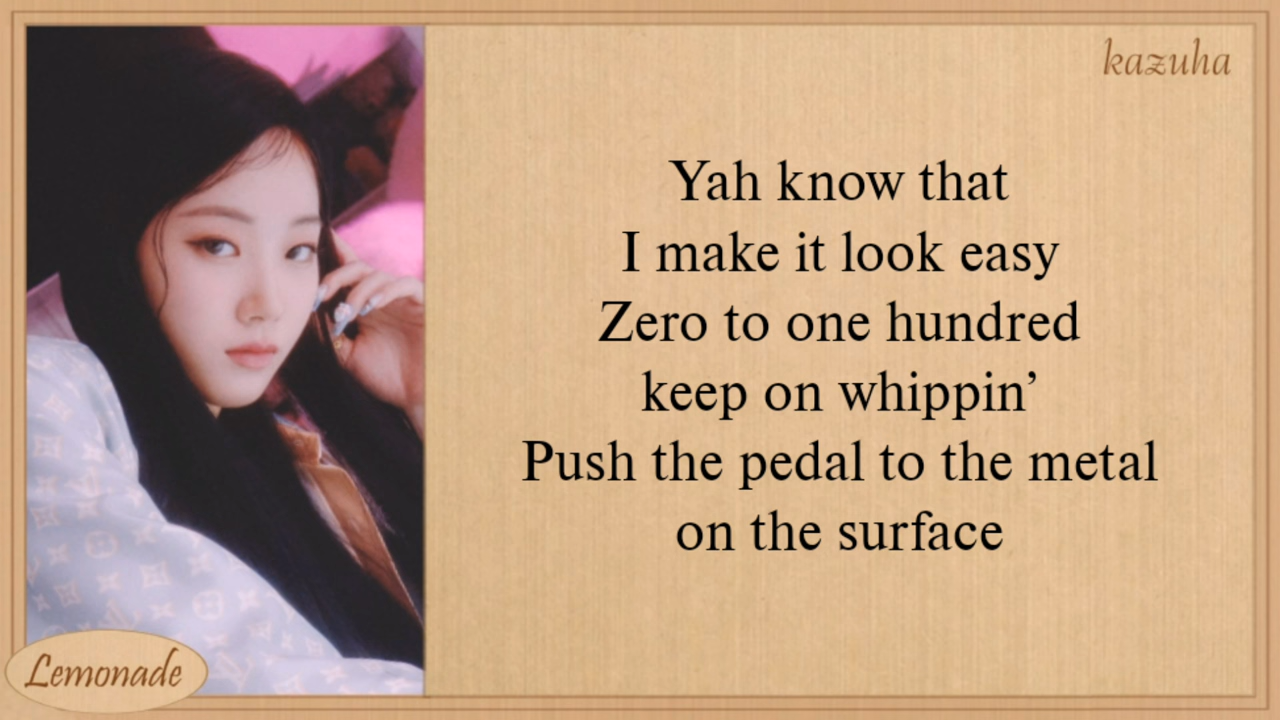 kazuha
Yah know that
I make it look easy
Zero to one hundred
keep on whippin’
Push the pedal to the metal
on the surface
Lemonade